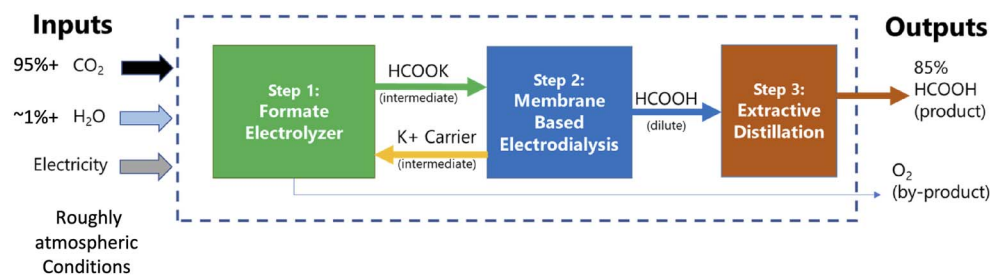 Inputs
95%+ CO₂
~1%+ H₂O
Electricity
Roughly
atmospheric
Conditions
Step 1:
Formate
Electrolyzer
HCOOK
(intermediate)
K+ Carrier
(intermediate)
Step 2:
Membrane
Based
Electrodialysis
HCOOH
(dilute)
Step 3:
Extractive
Distillation
Outputs
85%
HCOOH
(product)
O₂
(by-product)